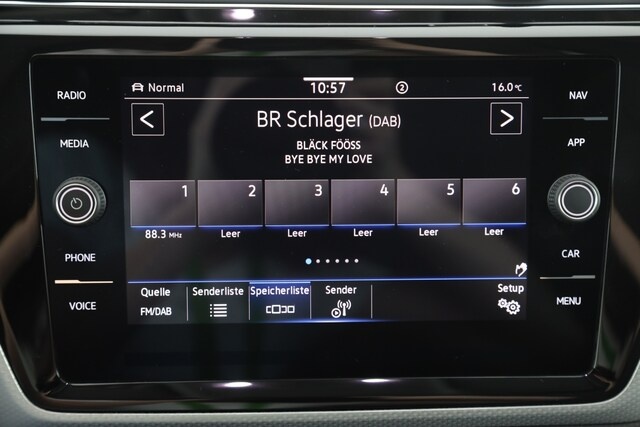 RADIO
MEDIA
PHONE
VOICE
Normal
10:57
2
16.0°C
<
BR Schlager (DAB)
>
BLÄCK FÖÖSS
BYE BYE MY LOVE
1 2 3 4 5 6
88.3 MHz Leer Leer Leer Leer Leer
Quelle
FM/DAB
Senderliste
Speicherliste
Sender
Setup
NAV
APP
CAR
MENU